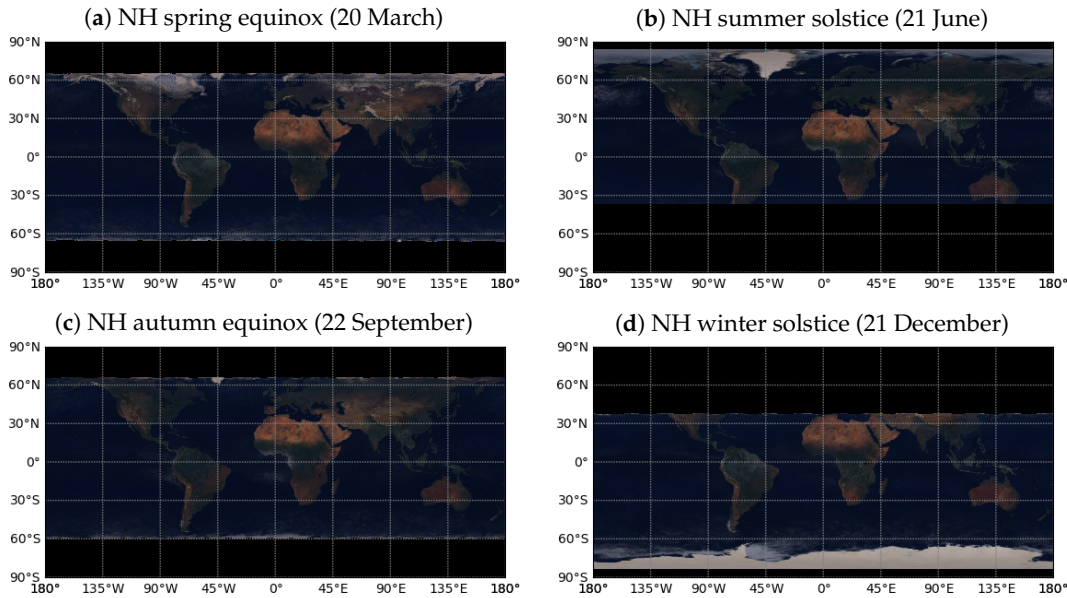 (a) NH spring equinox (20 March)
(b) NH summer solstice (21 June)
90°N
60°N
30°N
0°
30°S
60°S
90°S
180° 135°W 90°W 45°W 0° 45°E 90°E 135°E 180°
90°N
60°N
30°N
0°
30°S
60°S
90°S
180° 135°W 90°W 45°W 0° 45°E 90°E 135°E 180°
(c) NH autumn equinox (22 September)
(d) NH winter solstice (21 December)
90°N
60°N
30°N
0°
30°S
60°S
90°S
180° 135°W 90°W 45°W 0° 45°E 90°E 135°E 180°
90°N
60°N
30°N
0°
30°S
60°S
90°S
180° 135°W 90°W 45°W 0° 45°E 90°E 135°E 180°